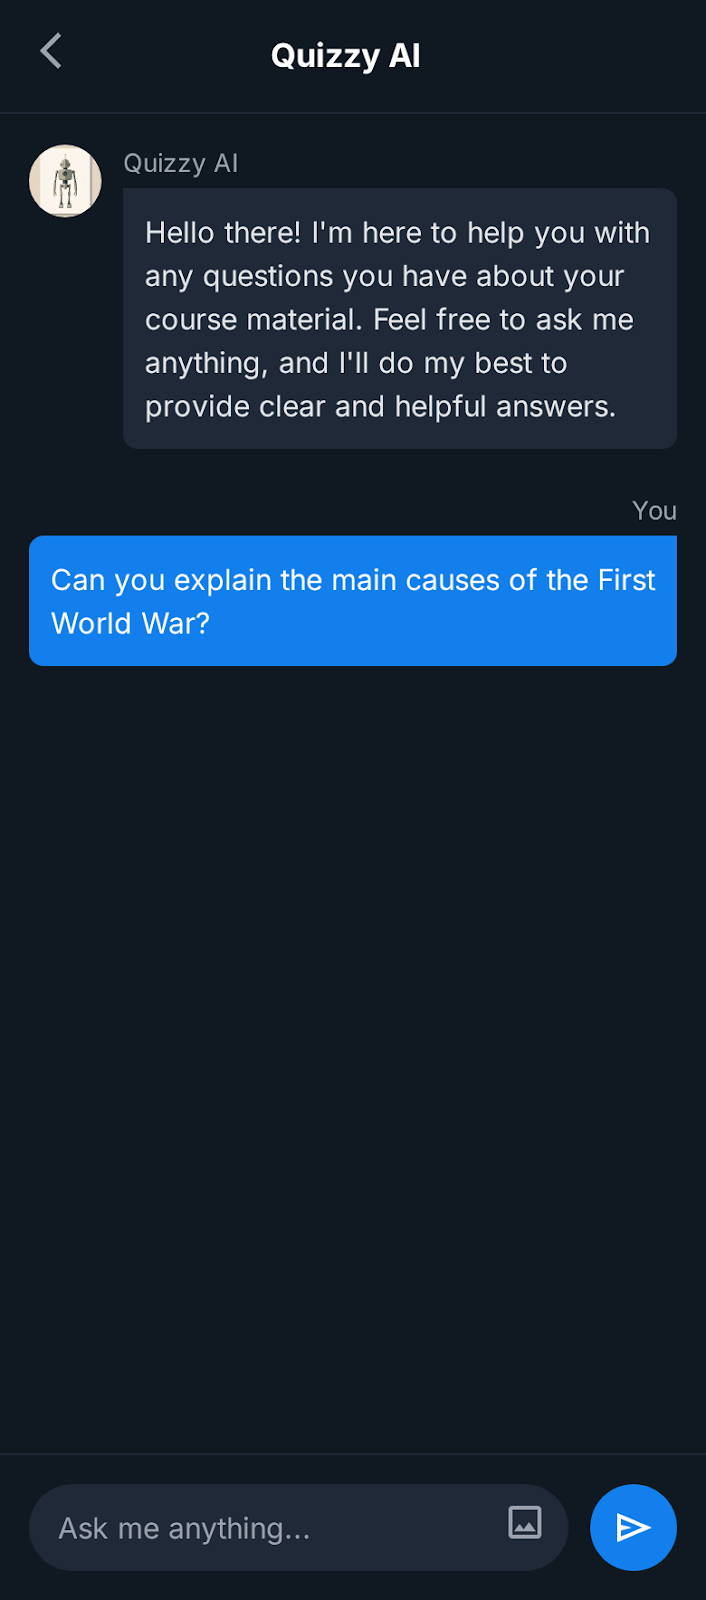 Quizzy AI
Quizzy AI
Hello there! I'm here to help you with
any questions you have about your
course material. Feel free to ask me
anything, and I'll do my best to
provide clear and helpful answers.
You
Can you explain the main causes of the First
World War?
Ask me anything...